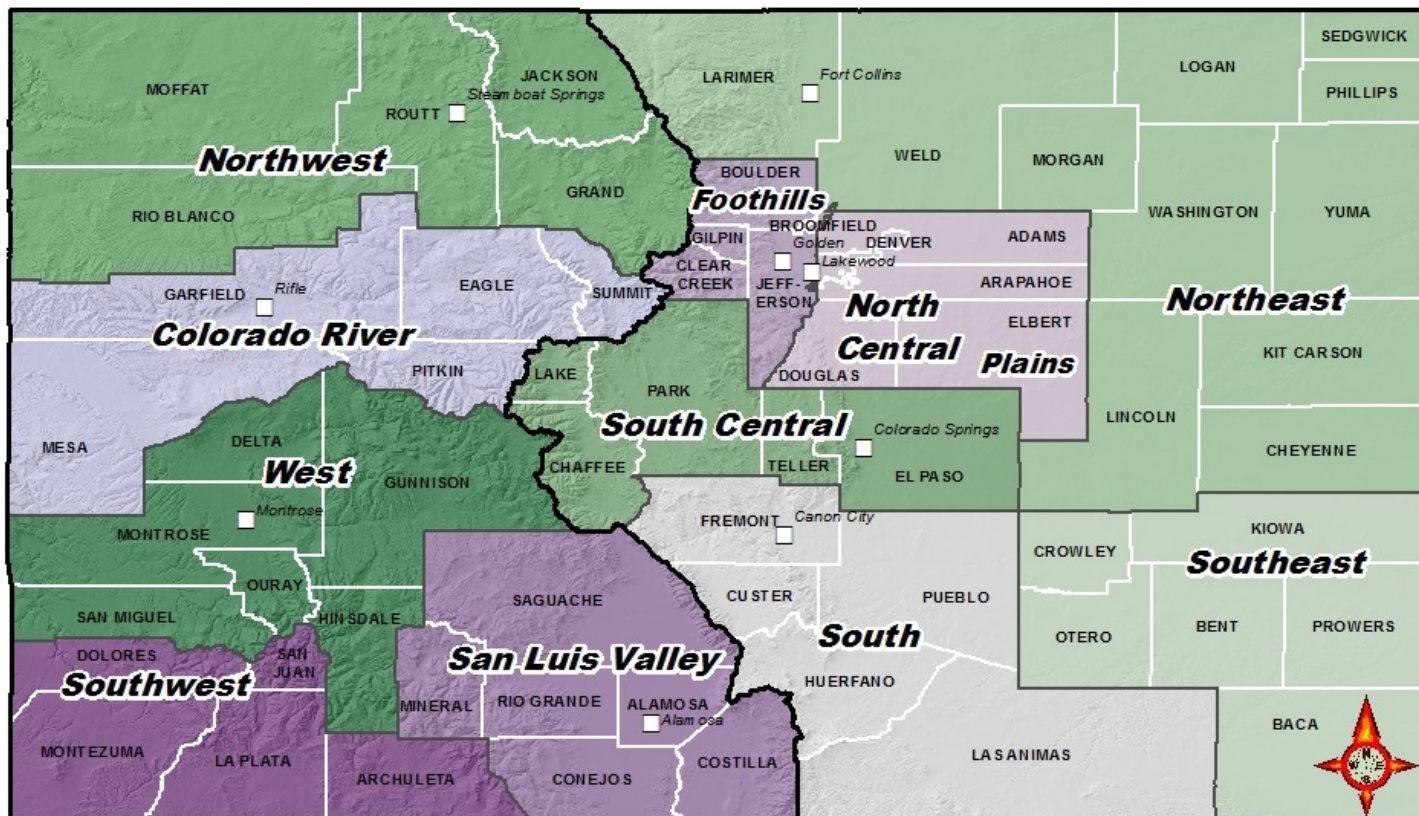 SEDGWICK
LOGAN
PHILLIPS
JACKSON
LARIMER
Fort Collins
MOFFAT
Steamboat Springs
ROUTT
Northwest
WELD
MORGAN
BOULDER
GRAND
Foothills
WASHINGTON
YUMA
RIO BLANCO
BROOMFIELD
GILPIN
Golden
DENVER
ADAMS
CLEAR
CREEK
Lakewood
JEFF-
ERSON
ARAPAHOE
EAGLE
SUMMIT
GARFIELD
Rifle
Colorado River
North
Central
ELBERT
Plains
Northeast
KIT CARSON
PITKIN
LAKE
PARK
DOUGLAS
LINCOLN
MESA
DELTA
South Central
Colorado Springs
CHEYENNE
West
GUNNISON
CHAFFEE
TELLER
EL PASO
Montrose
MONTROSE
FREMONT
Canon City
KIOWA
CROWLEY
Southeast
OURAY
SAN MIGUEL
HINSDALE
SAGUACHE
CUSTER
PUEBLO
OTERO
BENT
PROWERS
DOLORES
SAN
JUAN
Southwest
San Luis Valley
South
HUERFANO
MINERAL
RIO GRANDE
ALAMOSA
Alamosa
BACA
MONTEZUMA
LA PLATA
ARCHULETA
CONEJOS
COSTILLA
LAS ANIMAS
N
W
E
S